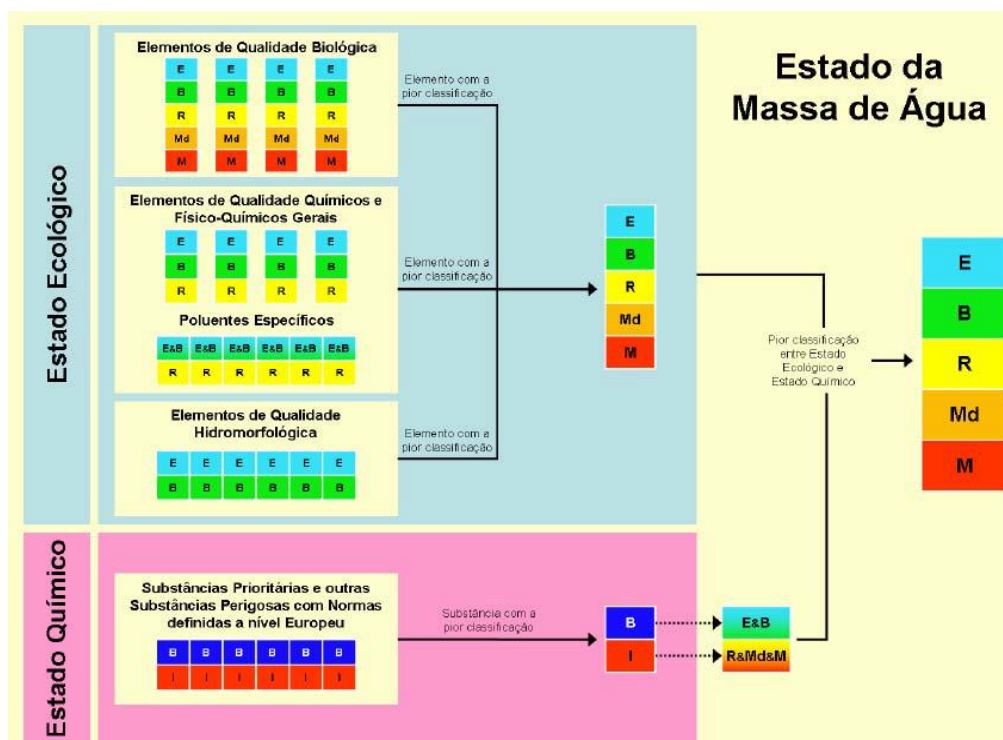 Estado da
Massa de Água
Estado Ecológico
Elementos de Qualidade Biológica
E E E E
B B B B
R R R R
Md Md Md Md
M M M M
Elemento com a
pior classificação
Elementos de Qualidade Químicos e
Físico-Químicos Gerais
E E E E
B B B B
R R R R
Poluentes Específicos
E&B E&B E&B E&B E&B E&B
R R R R R R
Elemento com a
pior classificação
Elementos de Qualidade
Hidromorfológica
E E E E E E
B B B B B B
Elemento com a
pior classificação
E
B
R
Md
M
Pior classificação
entre Estado
Ecológico e
Estado Químico
E
B
R
Md
M
Estado Químico
Substâncias Prioritárias e outras
Substâncias Perigosas com Normas
definidas a nível Europeu
B B B B B B
I I I I I I
Substância com a
pior classificação
B
I
E&B
R&Md&M